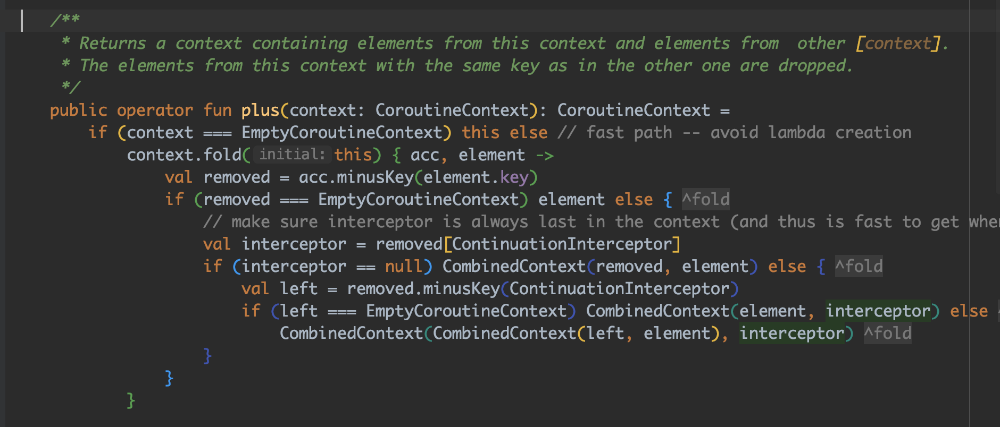 /**
* Returns a context containing elements from this context and elements from  other [context].
* The elements from this context with the same key as in the other one are dropped.
*/
public operator fun plus(context: CoroutineContext): CoroutineContext =
if (context === EmptyCoroutineContext) this else // fast path -- avoid lambda creation
context.fold( initial: this) { acc, element ->
val removed = acc.minusKey(element.key)
if (removed === EmptyCoroutineContext) element else { ^fold
// make sure interceptor is always last in the context (and thus is fast to get when
val interceptor = removed[ContinuationInterceptor]
if (interceptor == null) CombinedContext(removed, element) else { ^fold
val left = removed.minusKey(ContinuationInterceptor)
if (left === EmptyCoroutineContext) CombinedContext(element, interceptor) else
CombinedContext(CombinedContext(left, element), interceptor) ^fold
}
}
}